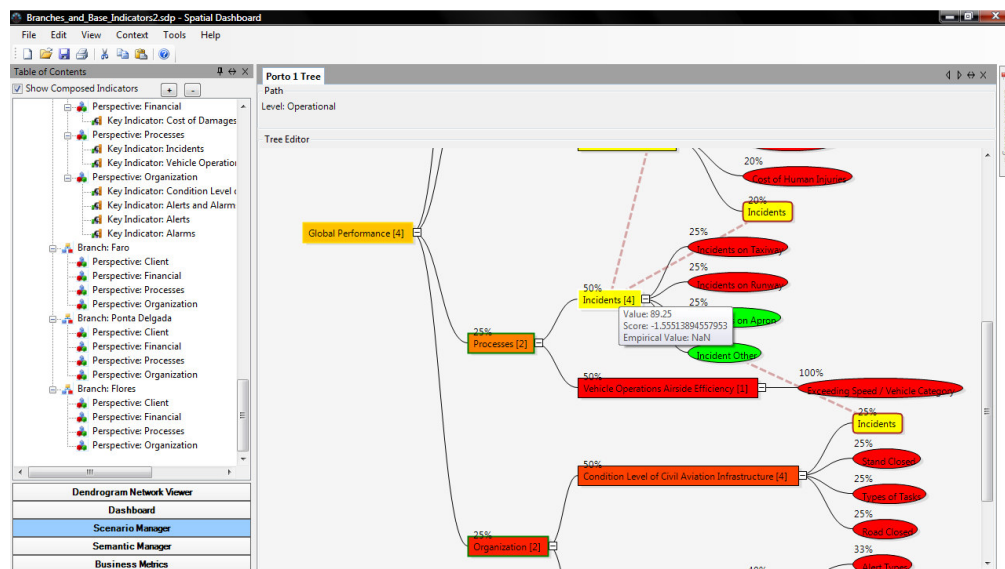 Branches_and_Base_Indicators2.sdp - Spatial Dashboard
File Edit View Context Tools Help
Table of Contents
Show Composed Indicators + -
Perspective: Financial
Key Indicator: Cost of Damages
Perspective: Processes
Key Indicator: Incidents
Key Indicator: Vehicle Operation
Perspective: Organization
Key Indicator: Condition Level
Key Indicator: Alerts and Alarm
Key Indicator: Alerts
Key Indicator: Alarms
Branch: Faro
Perspective: Client
Perspective: Financial
Perspective: Processes
Perspective: Organization
Branch: Ponta Delgada
Perspective: Client
Perspective: Financial
Perspective: Processes
Perspective: Organization
Branch: Flores
Perspective: Client
Perspective: Financial
Perspective: Processes
Perspective: Organization
Dendrogram Network Viewer
Dashboard
Scenario Manager
Semantic Manager
Business Metrics
Porto 1 Tree
Path
Level: Operational
Tree Editor
20%
Cost of Human Injuries
20%
Incidents
Global Performance [4]
25%
Incidents on Taxiway
25%
Incidents on Runway
50%
Incidents [4]
25%
on Apron
Value: 89.25
Score: -1.55513894557953
Empirical Value: NaN
Incident Other
25%
Processes [2]
50%
Vehicle Operations Airside Efficiency [1]
100%
Exceeding Speed / Vehicle Category
25%
Incidents
25%
Stand Closed
50%
Condition Level of Civil Aviation Infrastructure [4]
25%
Types of Tasks
25%
Road Closed
25%
Organization [2]
33%
Alert Types